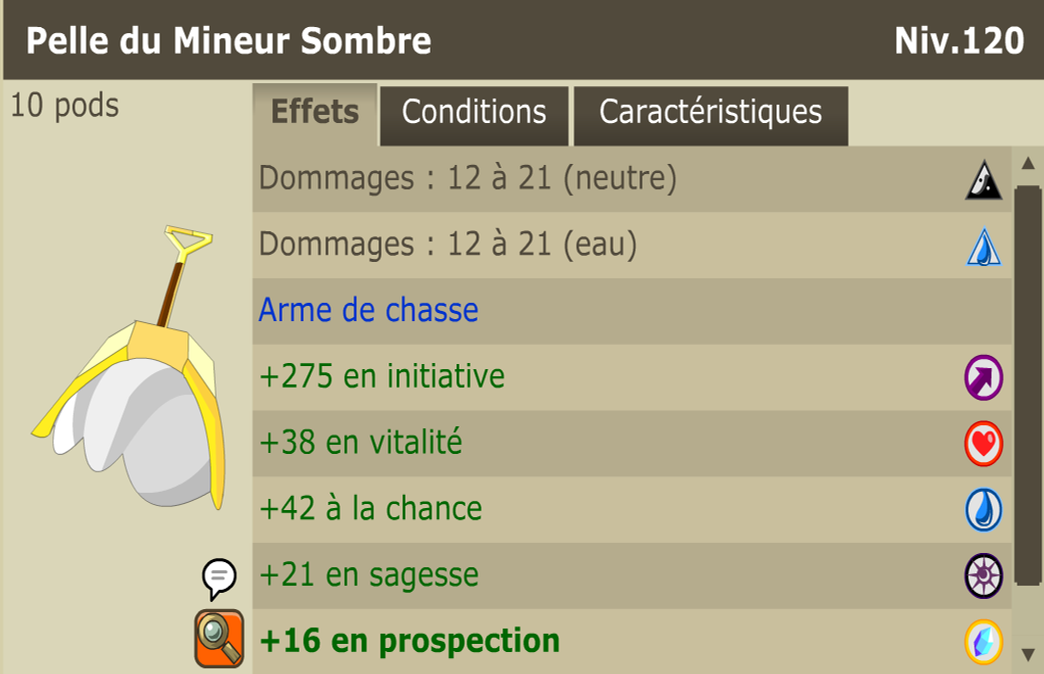 Pelle du Mineur Sombre Niv.120
10 pods
Effets Conditions Caractéristiques
Dommages : 12 à 21 (neutre)
Dommages : 12 à 21 (eau)
Arme de chasse
+275 en initiative
+38 en vitalité
+42 à la chance
+21 en sagesse
+16 en prospection